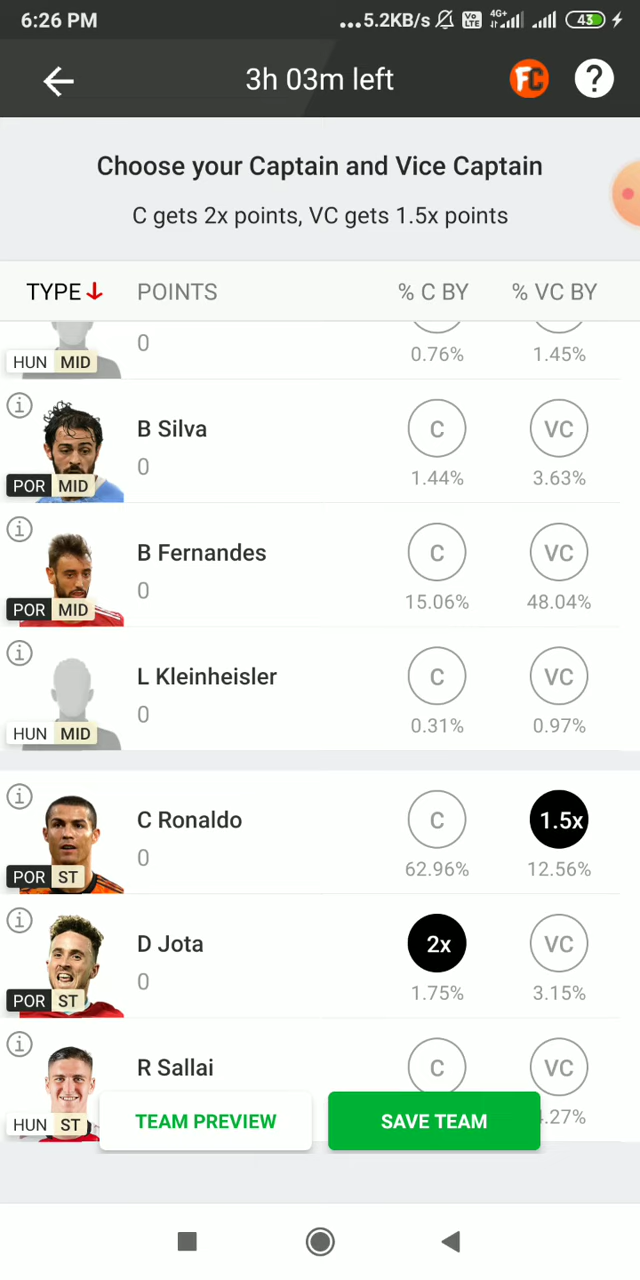 6:26 PM ...5.2KB/s Vo LTE 4G+ 43
3h 03m left FC ?
Choose your Captain and Vice Captain
C gets 2x points, VC gets 1.5x points
TYPE POINTS % C BY % VC BY
0
HUN MID 0.76% 1.45%
i
B Silva C VC
0
POR MID 1.44% 3.63%
i
B Fernandes C VC
0
POR MID 15.06% 48.04%
i
L Kleinheisler C VC
0
HUN MID 0.31% 0.97%
i
C Ronaldo C 1.5x
0
POR ST 62.96% 12.56%
i
D Jota 2x VC
0
POR ST 1.75% 3.15%
i
R Sallai C VC
HUN ST TEAM PREVIEW SAVE TEAM .27%